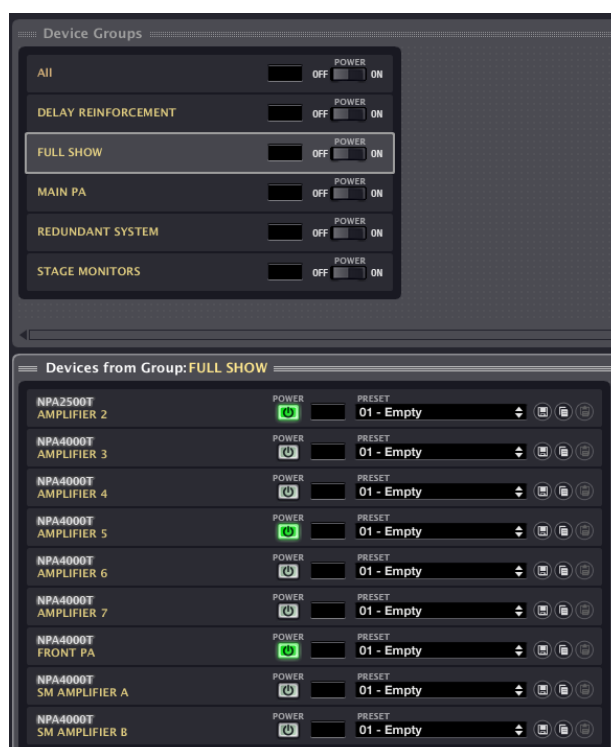 Device Groups
All
POWER
OFF ON
DELAY REINFORCEMENT
POWER
OFF ON
FULL SHOW
POWER
OFF ON
MAIN PA
POWER
OFF ON
REDUNDANT SYSTEM
POWER
OFF ON
STAGE MONITORS
POWER
OFF ON
Devices from Group: FULL SHOW
NPA2500T POWER PRESET
AMPLIFIER 2 01 - Empty
NPA4000T POWER PRESET
AMPLIFIER 3 01 - Empty
NPA4000T POWER PRESET
AMPLIFIER 4 01 - Empty
NPA4000T POWER PRESET
AMPLIFIER 5 01 - Empty
NPA4000T POWER PRESET
AMPLIFIER 6 01 - Empty
NPA4000T POWER PRESET
AMPLIFIER 7 01 - Empty
NPA4000T POWER PRESET
FRONT PA 01 - Empty
NPA4000T POWER PRESET
SM AMPLIFIER A 01 - Empty
NPA4000T POWER PRESET
SM AMPLIFIER B 01 - Empty